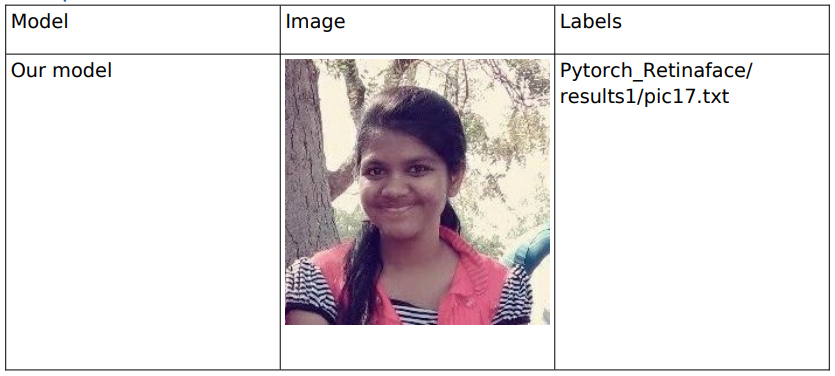 Model
Image
Labels
Our model
Pytorch_Retinaface/
results1/pic17.txt